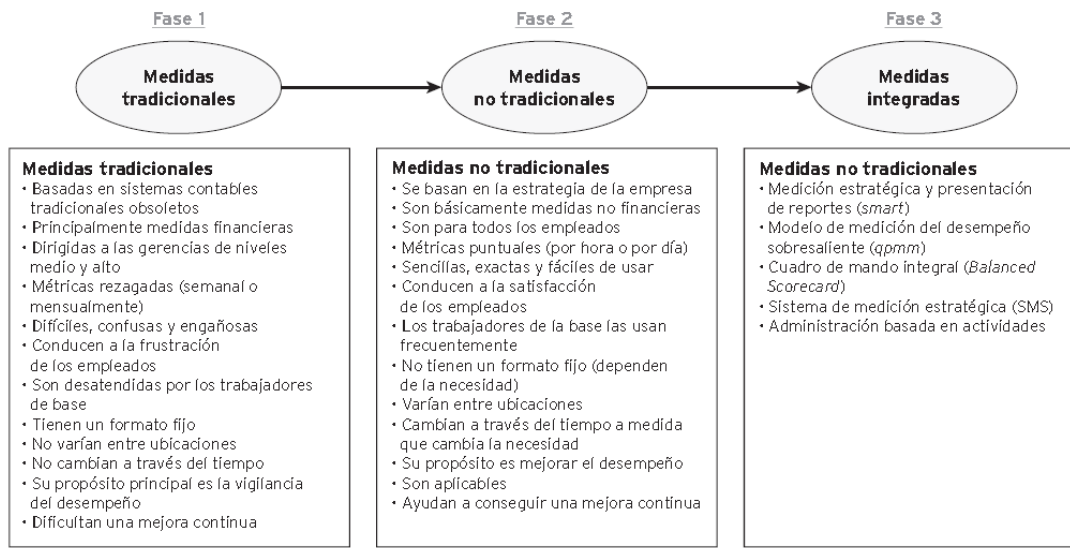 Fase 1
Fase 2
Fase 3
Medidas
tradicionales
Medidas
no tradicionales
Medidas
integradas
Medidas tradicionales
• Basadas en sistemas contables
tradicionales obsoletos
• Principalmente medidas financieras
• Dirigidas a las gerencias de niveles
medio y alto
• Métricas rezagadas (semanal o
mensualmente)
• Difíciles, confusas y engañosas
• Conducen a la frustración
de los empleados
• Son desatendidas por los trabajadores
de base
• Tienen un formato fijo
• No varían entre ubicaciones
• No cambian a través del tiempo
• Su propósito principal es la vigilancia
del desempeño
• Dificultan una mejora continua
Medidas no tradicionales
• Se basan en la estrategia de la empresa
• Son básicamente medidas no financieras
• Son para todos los empleados
• Métricas puntuales (por hora o por día)
• Sencillas, exactas y fáciles de usar
• Conducen a la satisfacción
de los empleados
• Los trabajadores de la base las usan
frecuentemente
• No tienen un formato fijo (dependen
de la necesidad)
• Varían entre ubicaciones
• Cambian a través del tiempo a medida
que cambia la necesidad
• Su propósito es mejorar el desempeño
• Son aplicables
• Ayudan a conseguir una mejora continua
Medidas no tradicionales
• Medición estratégica y presentación
de reportes (smart)
• Modelo de medición del desempeño
sobresaliente (qpmm)
• Cuadro de mando integral (Balanced
Scorecard)
• Sistema de medición estratégica (SMS)
• Administración basada en actividades